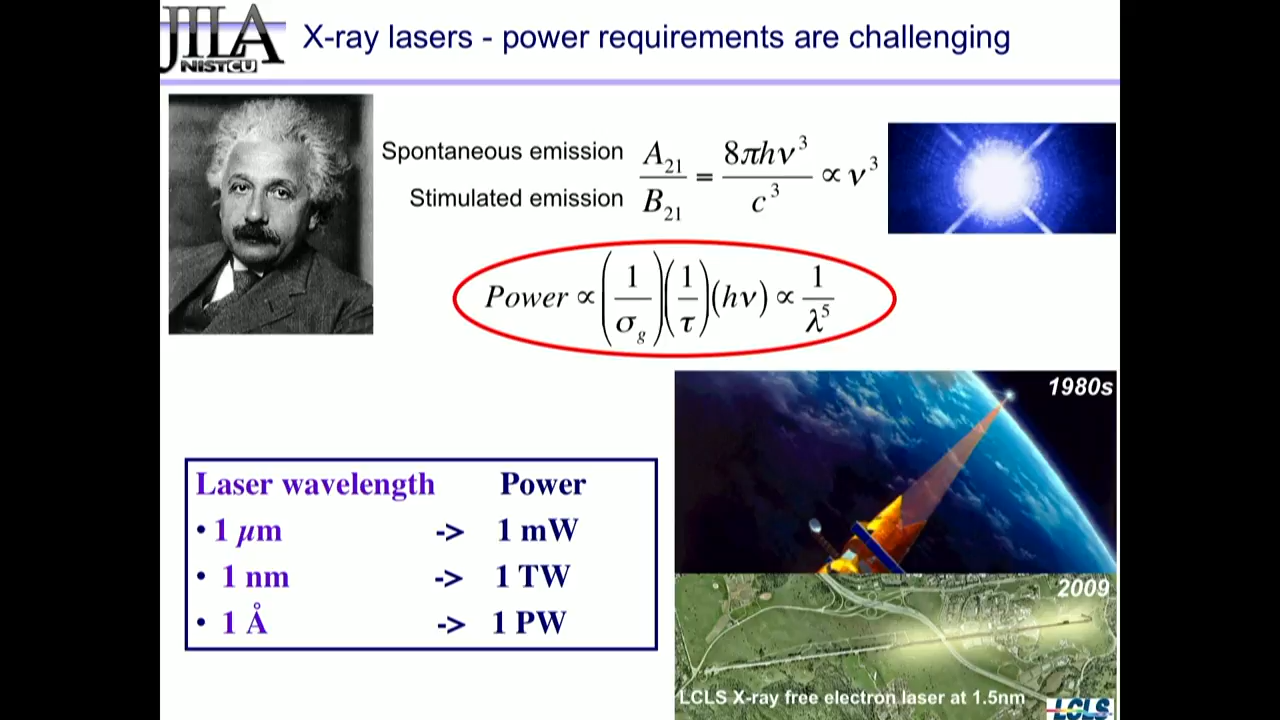 JILA
NIST CU
X-ray lasers - power requirements are challenging
Spontaneous emission A₂₁ / Stimulated emission B₂₁ = 8πhν³ / c³ ∝ ν³
Power ∝ (1/σ_g)(1/τ)(hν) ∝ 1/λ⁵
1980s
Laser wavelength Power
• 1 µm -> 1 mW
• 1 nm -> 1 TW
• 1 Å -> 1 PW
2009
LCLS X-ray free electron laser at 1.5nm
LCLS